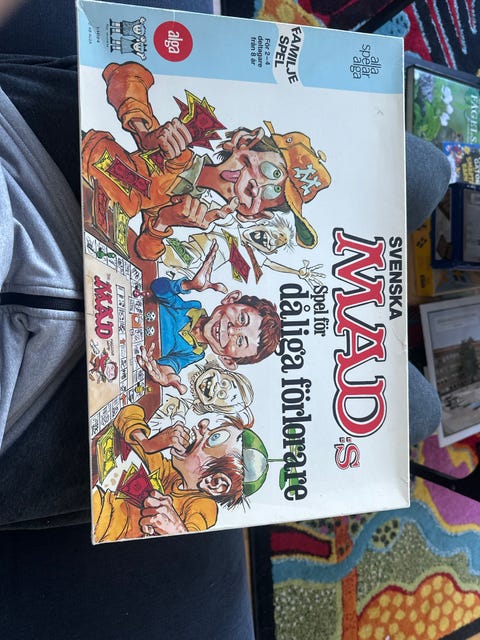 SVENSKA
MAD:S
Spel för
dåliga förlorare
FAMILJE
SPEL
För 2-4
deltagare
från 8 år
alla
spelar
alga
alga
MAD
FÅGELS